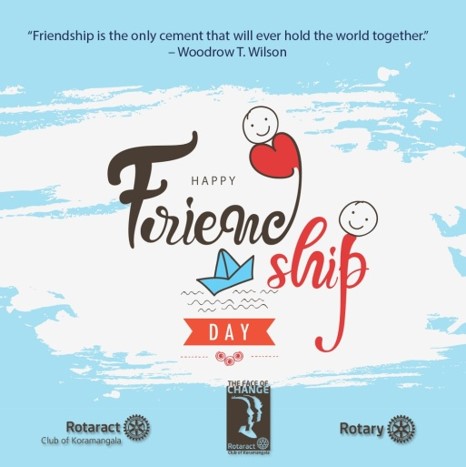 “Friendship is the only cement that will ever hold the world together.”
– Woodrow T. Wilson
HAPPY
Friend
ship
DAY
THE FACE OF
CHANGE
Rotaract
Club of Koramangala
Rotaract
Club of Koramangala
Rotary